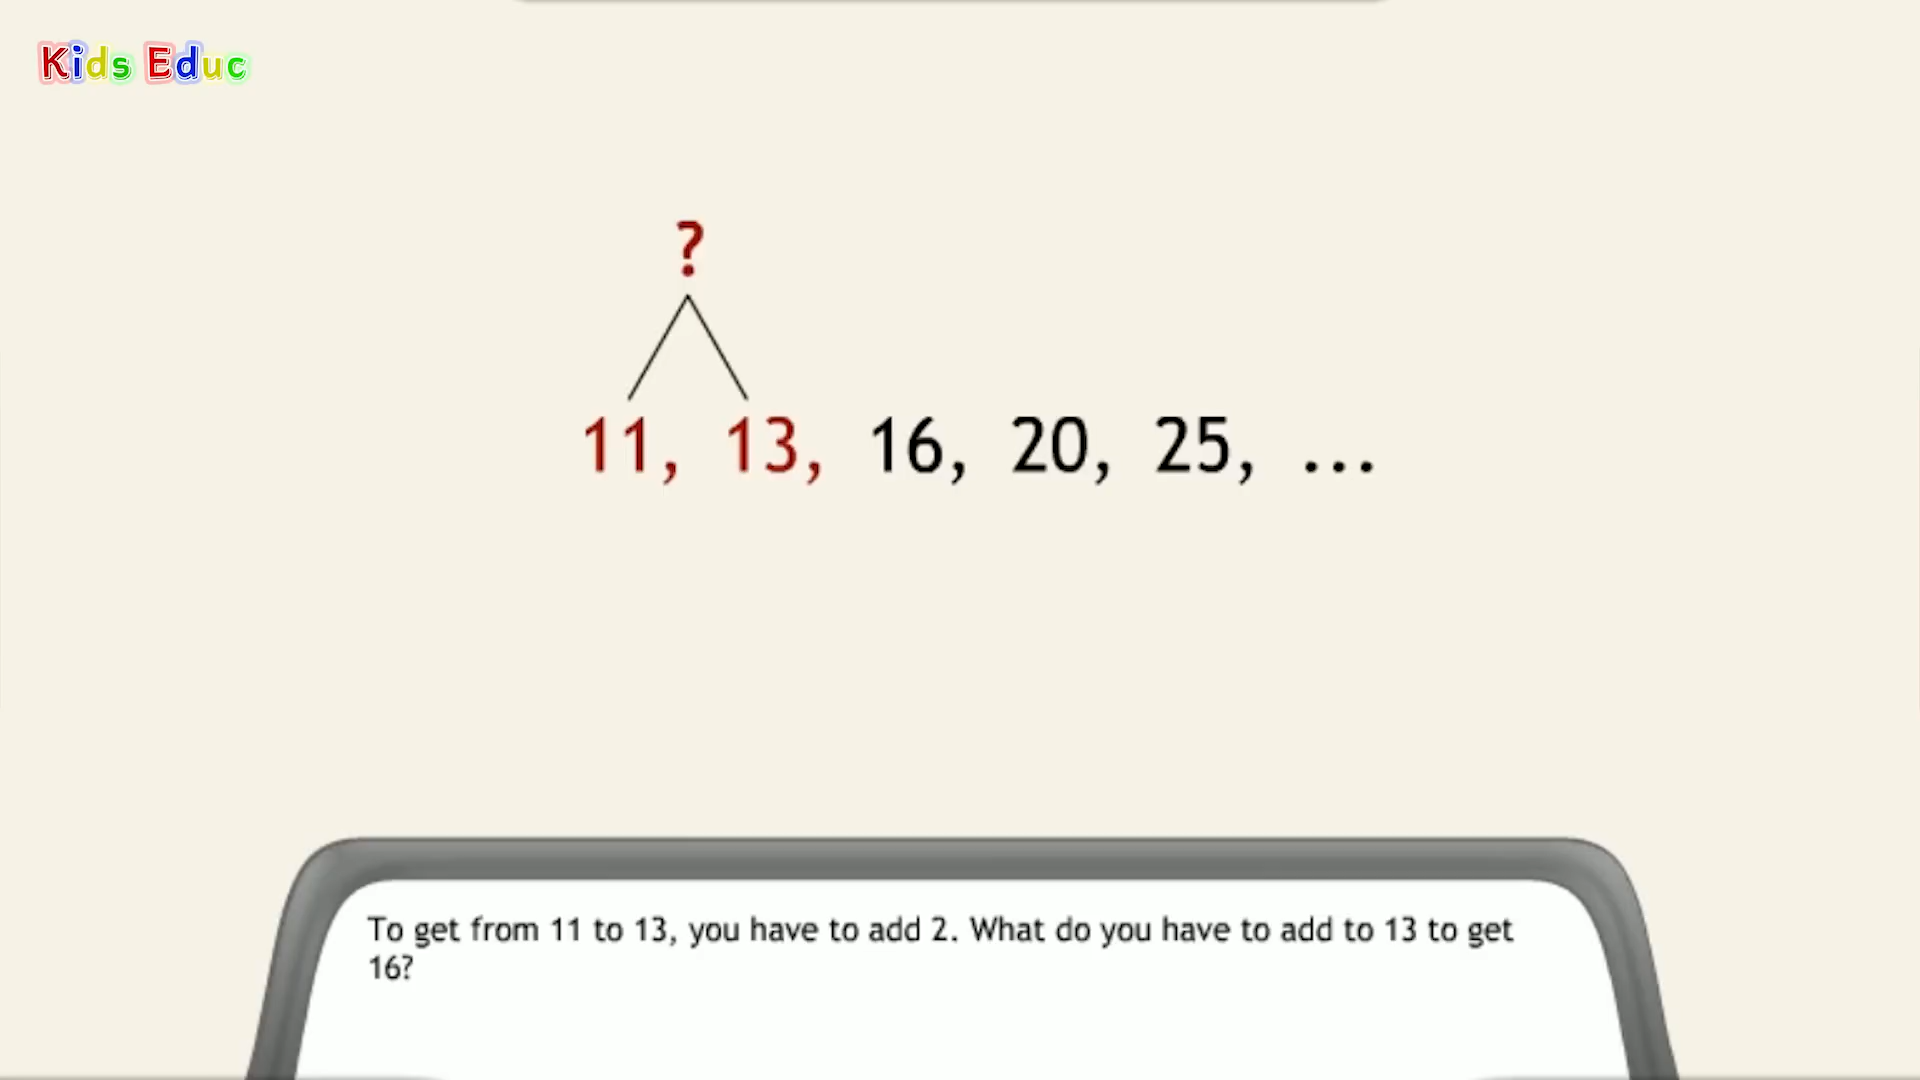 Kids Educ
?
11, 13, 16, 20, 25, ...
To get from 11 to 13, you have to add 2. What do you have to add to 13 to get
16?